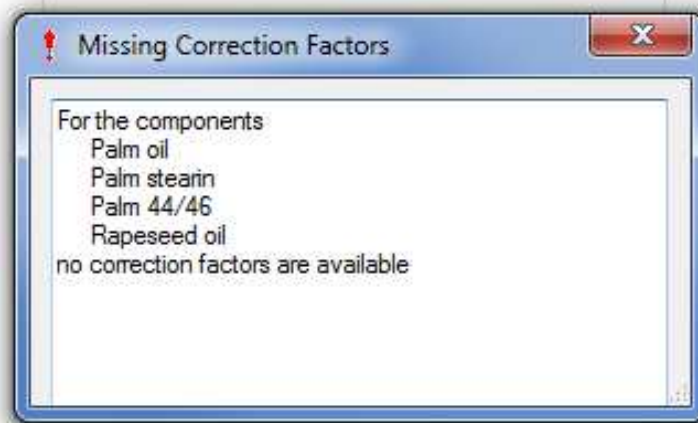 Missing Correction Factors
For the components
Palm oil
Palm stearin
Palm 44/46
Rapeseed oil
no correction factors are available